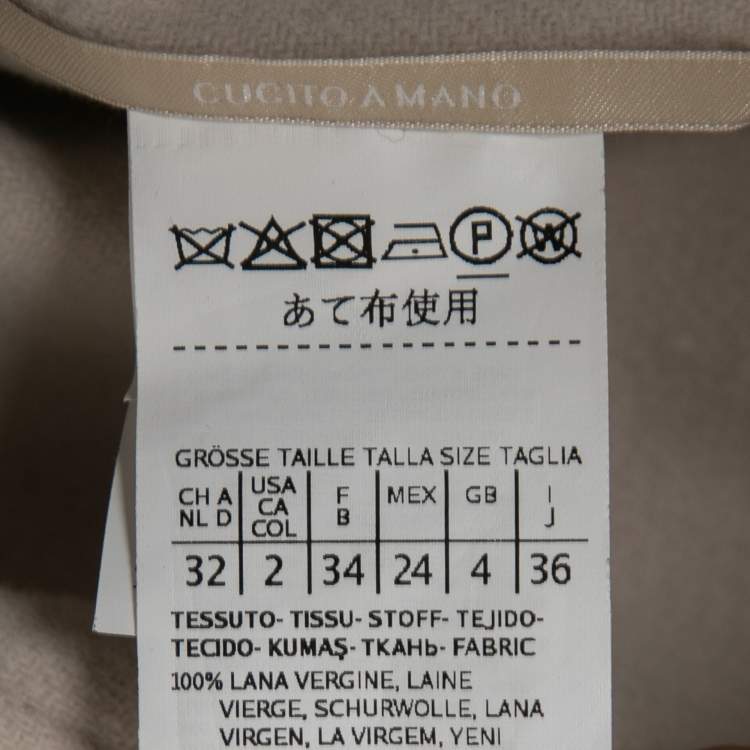 CUCITO A MANO
P W
あて布使用
GRÖSSE TAILLE TALLA SIZE TAGLIA
CH A NL D | USA CA COL | F B | MEX | GB | I J
32 | 2 | 34 | 24 | 4 | 36
TESSUTO- TISSU- STOFF- TEJIDO-
TECIDO- KUMAŞ- ТКАНЬ- FABRIC
100% LANA VERGINE, LAINE
VIERGE, SCHURWOLLE, LANA
VIRGEN, LA VIRGEM, YENI